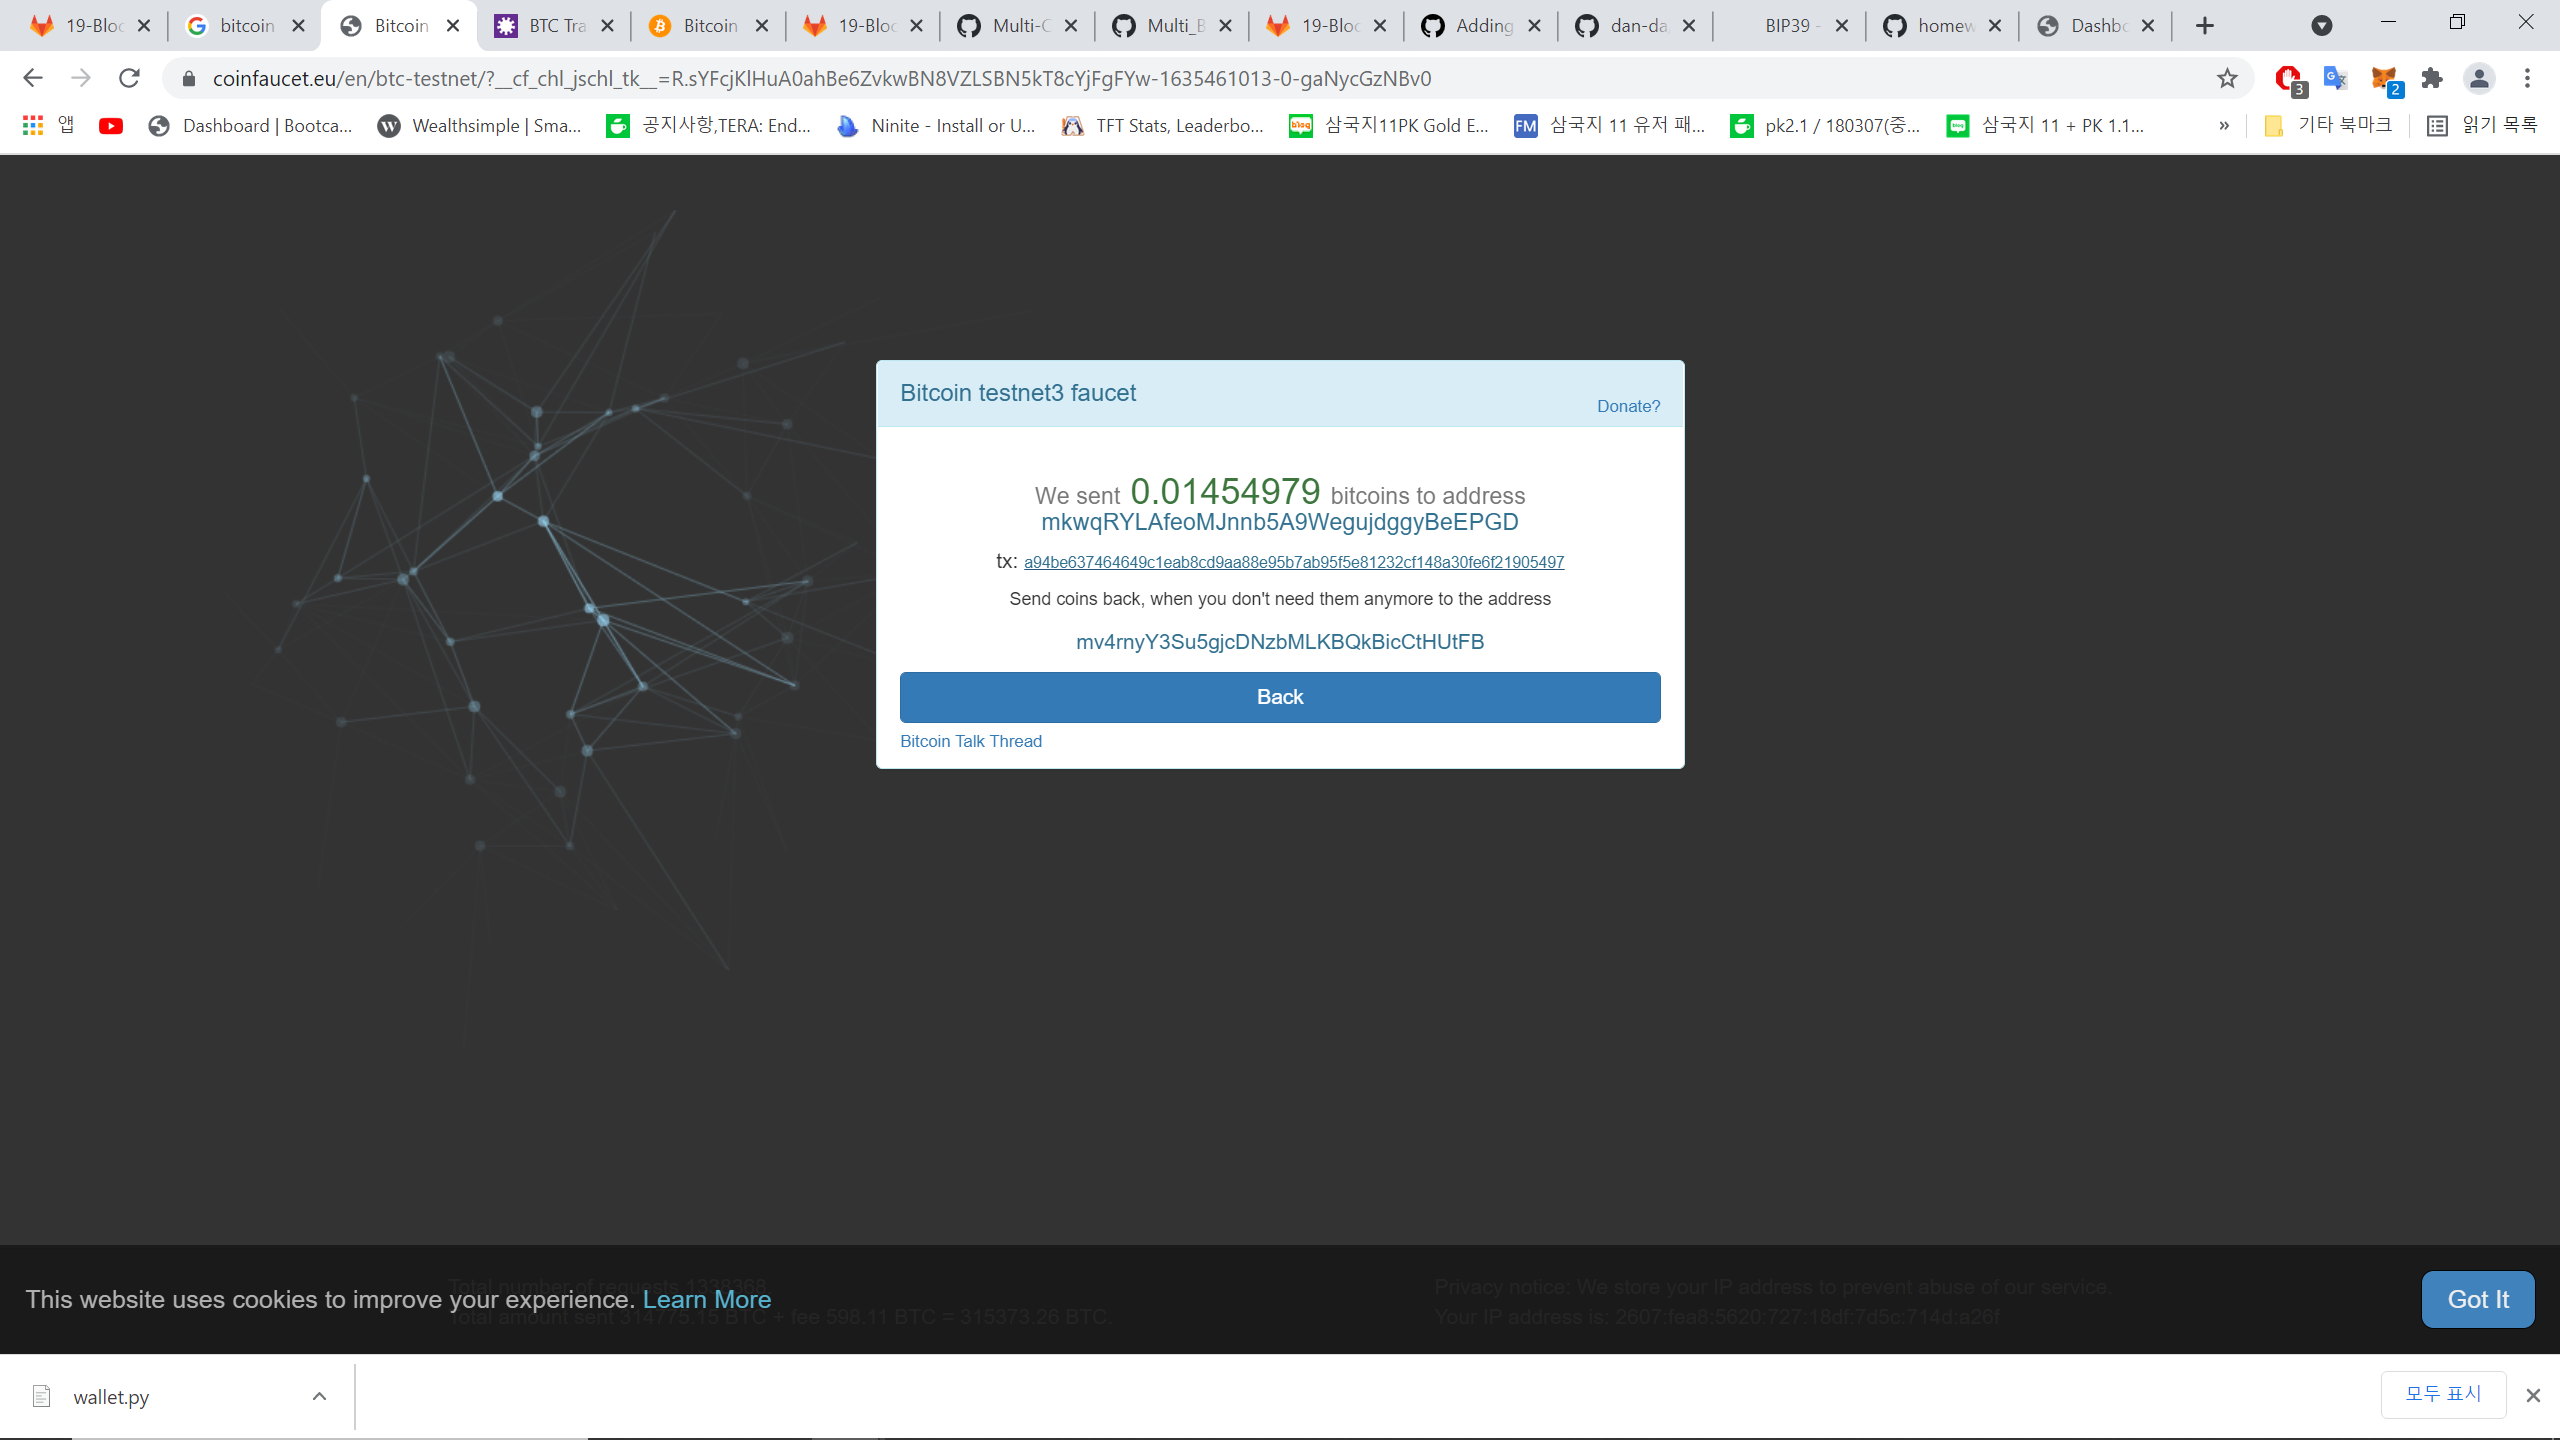 19-Bloc
bitcoin
Bitcoin
BTC Tra
Bitcoin
19-Bloc
Multi-C
Multi_B
19-Bloc
Adding
dan-da
BIP39 -
homew
Dashbo
coinfaucet.eu/en/btc-testnet/?__cf_chl_jschl_tk__=R.sYFcjKlHuA0ahBe6ZvkwBN8VZLSBN5kT8cYjFgFYw-1635461013-0-gaNycGzNBv0
3
2
앱
Dashboard | Bootca...
Wealthsimple | Sma...
공지사항,TERA: End...
Ninite - Install or U...
TFT Stats, Leaderbo...
삼국지11PK Gold E...
FM
삼국지 11 유저 패...
pk2.1 / 180307(중...
삼국지 11 + PK 1.1...
»
기타 북마크
읽기 목록
Bitcoin testnet3 faucet
Donate?
We sent 0.01454979 bitcoins to address
mkwqRYLAfeoMJnnb5A9WegujdggyBeEPGD
tx: a94be637464649c1eab8cd9aa88e95b7ab95f5e81232cf148a30fe6f21905497
Send coins back, when you don't need them anymore to the address
mv4rnyY3Su5gjcDNzbMLKBQkBicCtHUtFB
Back
Bitcoin Talk Thread
Total number of requests 1338368
This website uses cookies to improve your experience. Learn More
Total amount sent 314775.15 BTC + fee 598.11 BTC = 315373.26 BTC.
Privacy notice: We store your IP address to prevent abuse of our service.
Your IP address is: 2607:fea8:5620:727:18df:7d5c:714d:a26f
Got It
wallet.py
모두 표시